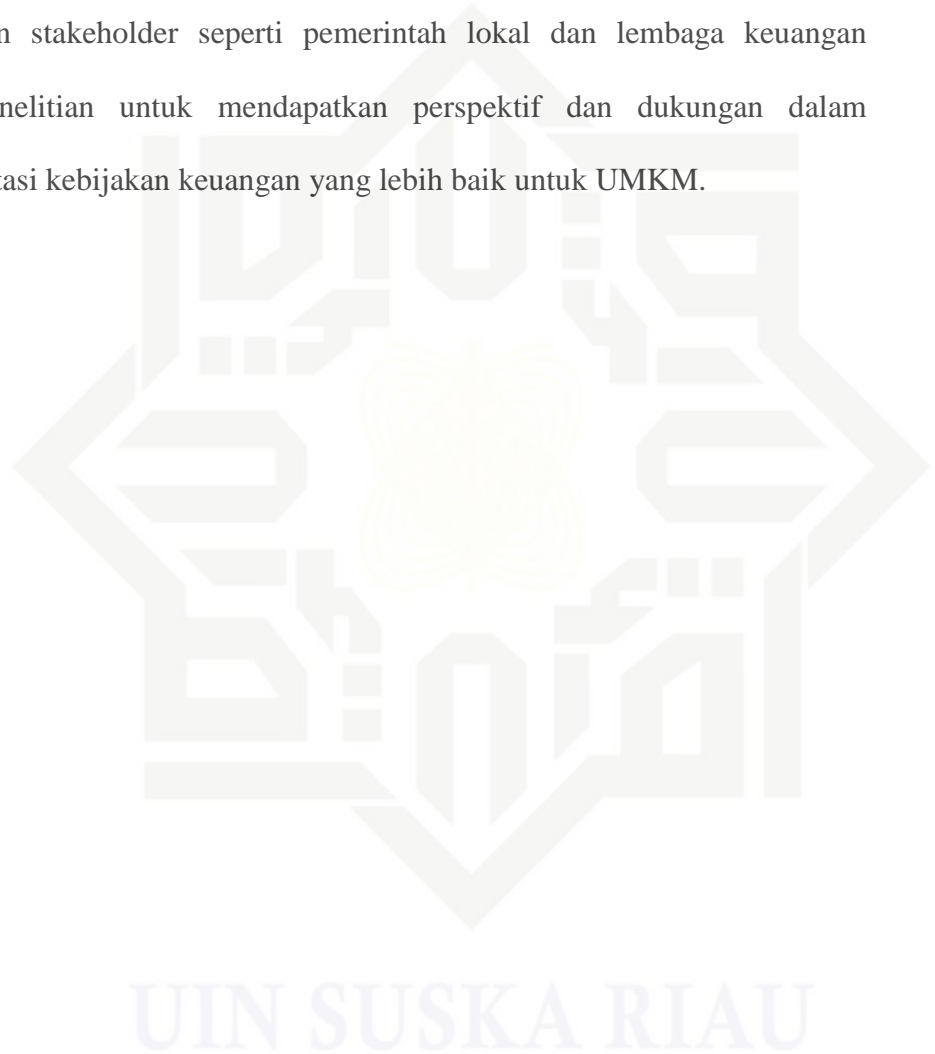 n stakeholder seperti pemerintah lokal dan lembaga keuangan
nelitian untuk mendapatkan perspektif dan dukungan dalam
tasi kebijakan keuangan yang lebih baik untuk UMKM.
UIN SUSKA RIAU